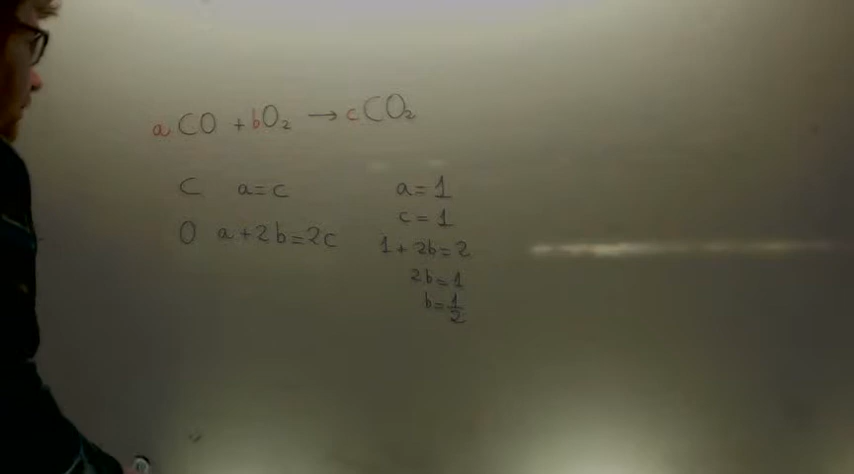 a CO + b O₂ → c CO₂
C a = c
O a + 2b = 2c
a = 1
c = 1
1 + 2b = 2
2b = 1
b = 1/2